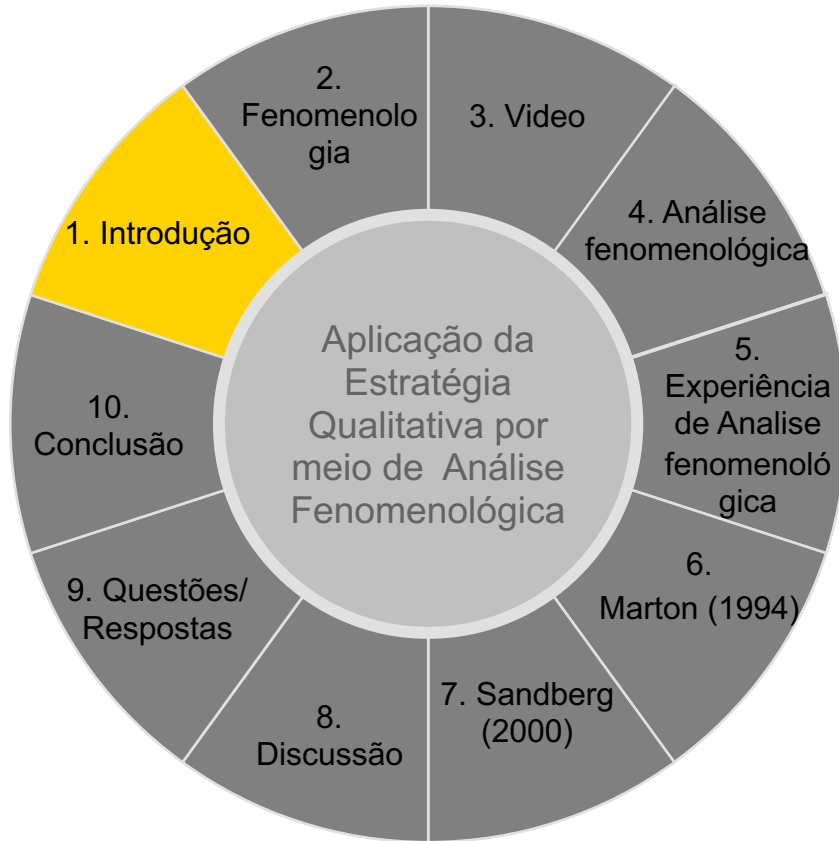 1. Introdução
2.
Fenomenolo
gia
3. Video
4. Análise
fenomenológica
5.
Experiência
de Analise
fenomenoló
gica
6.
Marton (1994)
7. Sandberg
(2000)
8.
Discussão
9. Questões/
Respostas
10.
Conclusão
Aplicação da
Estratégia
Qualitativa por
meio de Análise
Fenomenológica